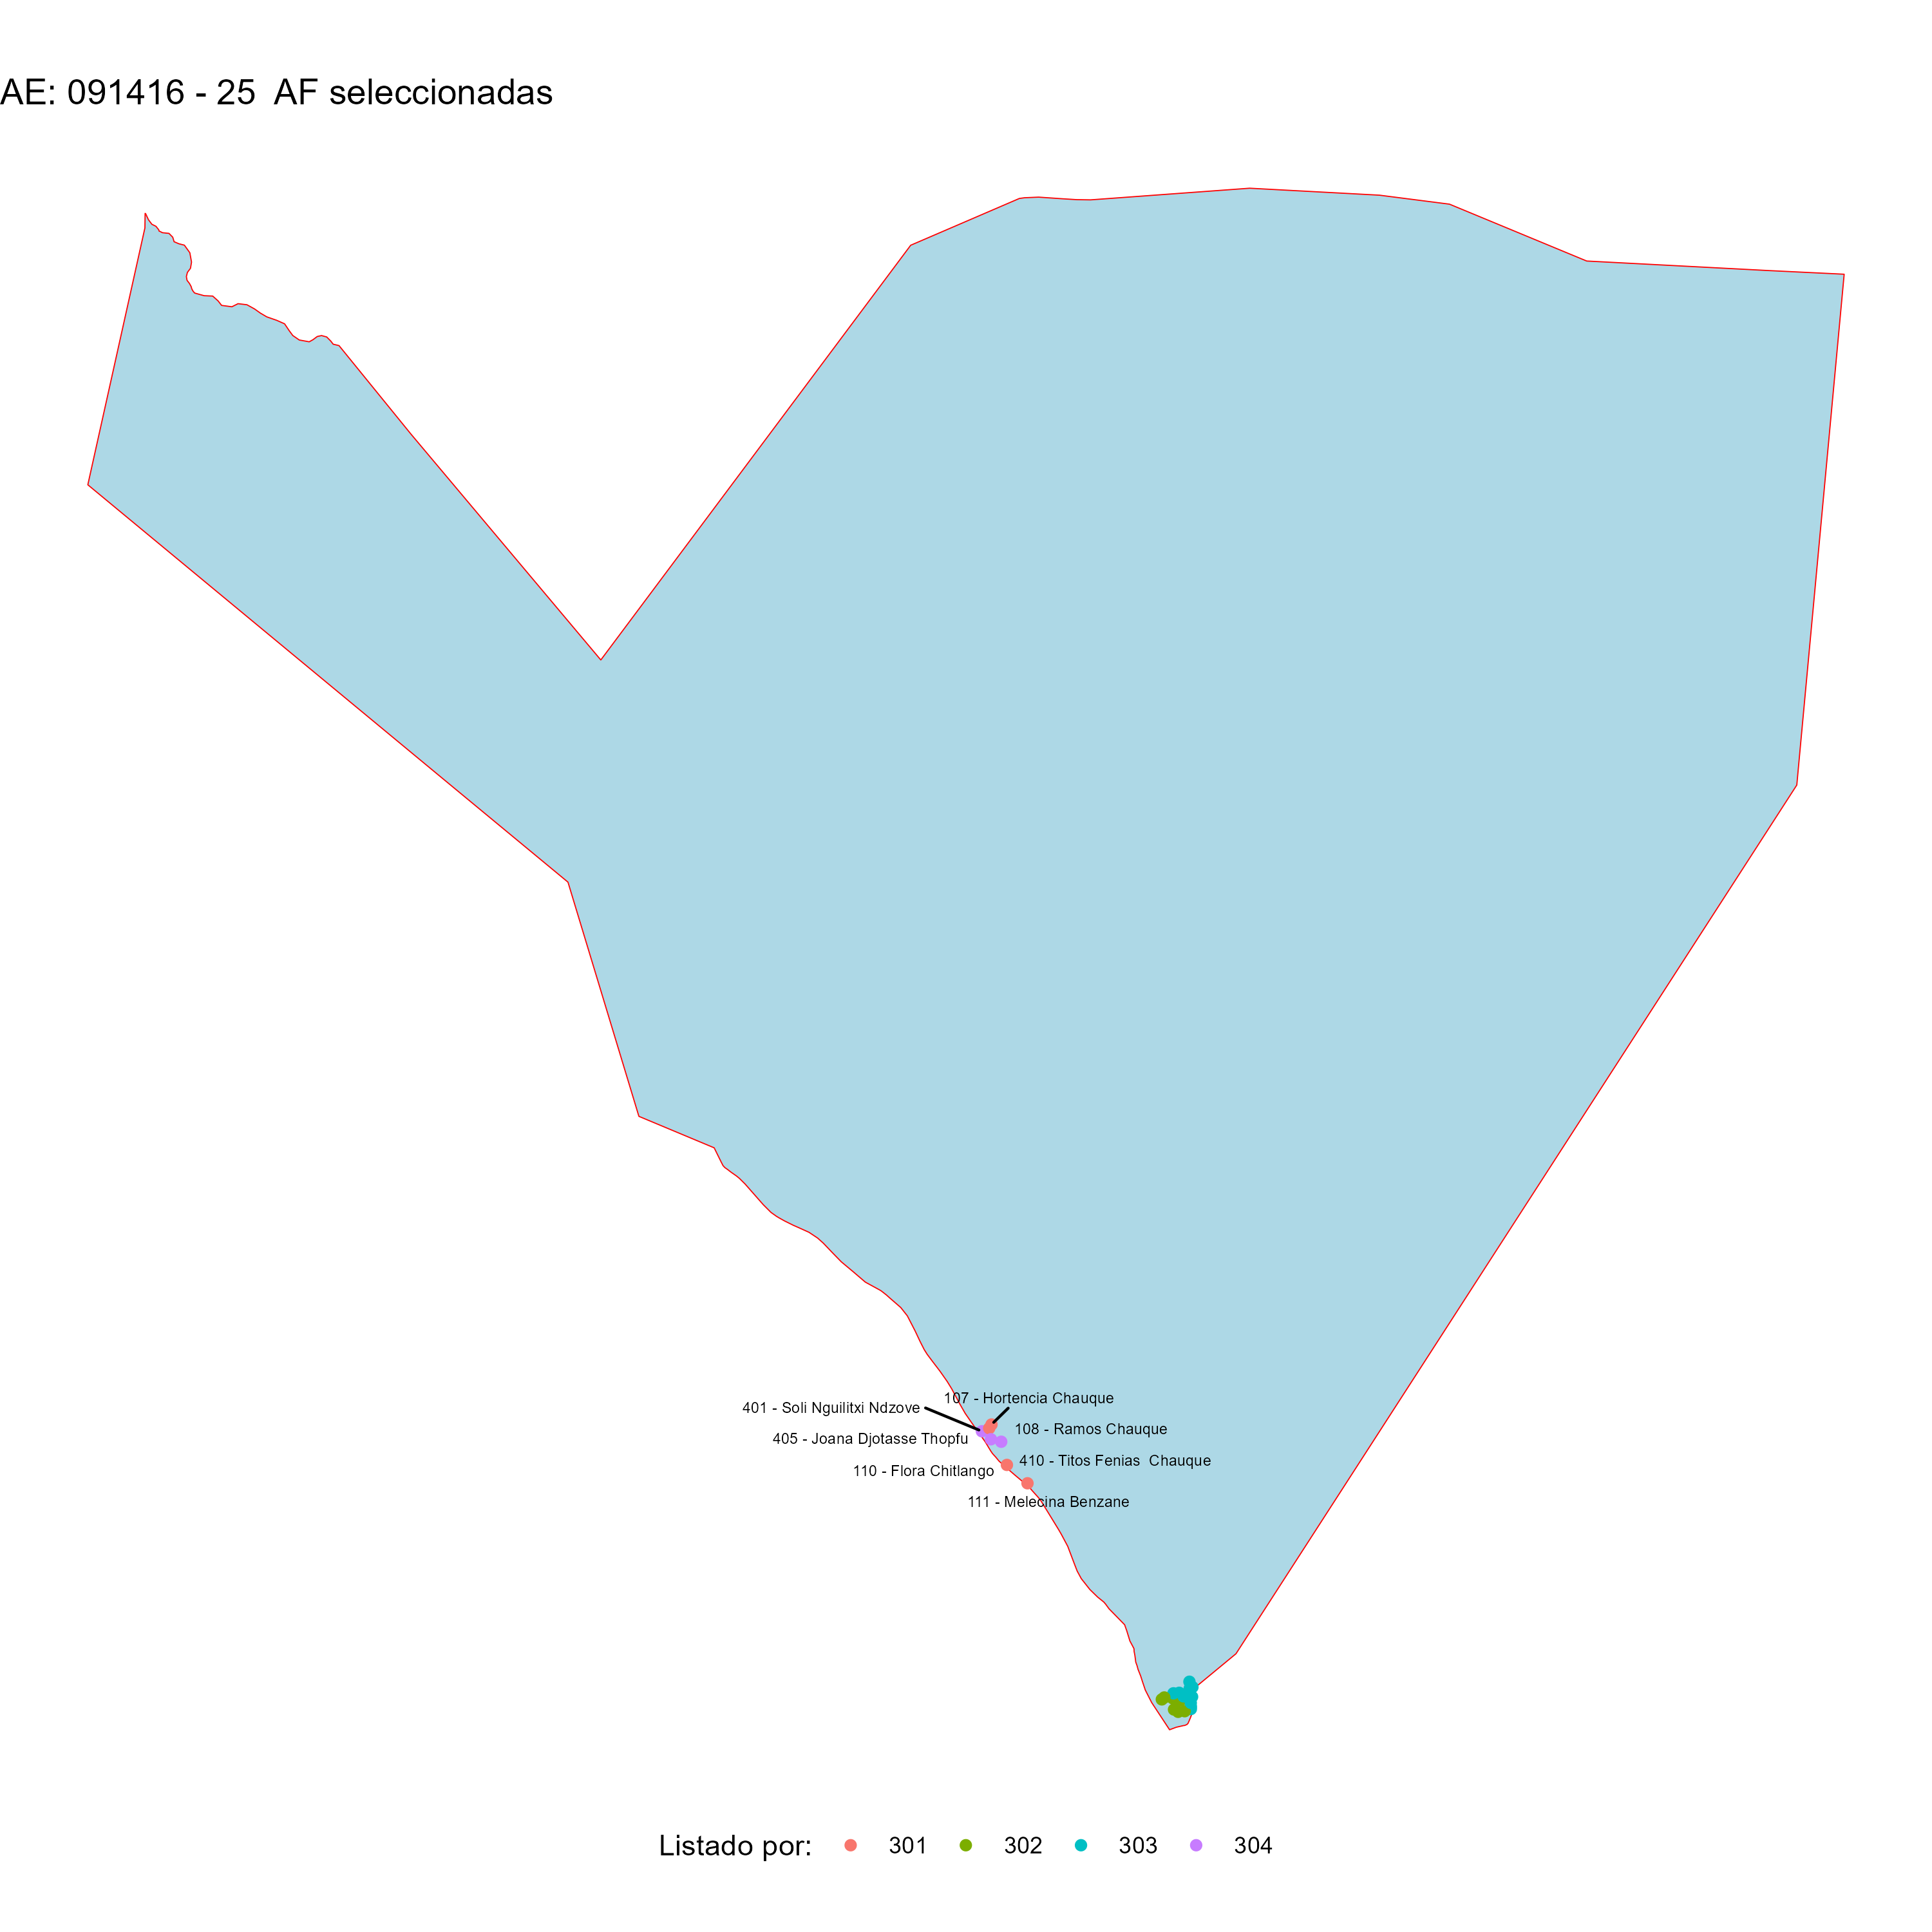 AE: 091416 - 25  AF seleccionadas
107 - Hortencia Chauque
401 - Soli Nguilitxi Ndzove
108 - Ramos Chauque
405 - Joana Djotasse Thopfu
410 - Titos Fenias  Chauque
110 - Flora Chitlango
111 - Melecina Benzane
Listado por: 301 302 303 304